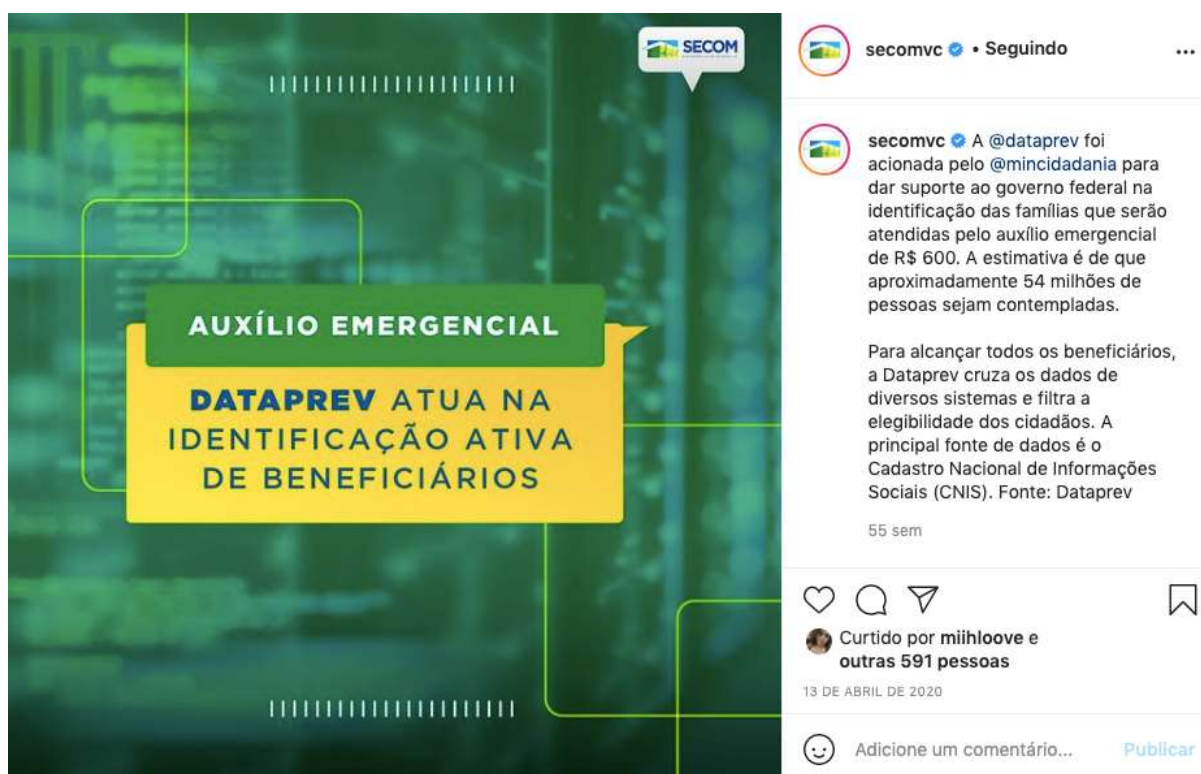 SECOM
AUXÍLIO EMERGENCIAL
DATAPREV ATUA NA
IDENTIFICAÇÃO ATIVA
DE BENEFICIÁRIOS
secomvc • Seguindo
secomvc A @dataprev foi
acionada pelo @mincidadania para
dar suporte ao governo federal na
identificação das famílias que serão
atendidas pelo auxílio emergencial
de R$ 600. A estimativa é de que
aproximadamente 54 milhões de
pessoas sejam contempladas.
Para alcançar todos os beneficiários,
a Dataprev cruza os dados de
diversos sistemas e filtra a
elegibilidade dos cidadãos. A
principal fonte de dados é o
Cadastro Nacional de Informações
Sociais (CNIS). Fonte: Dataprev
55 sem
Curtido por miihloove e
outras 591 pessoas
13 DE ABRIL DE 2020
Adicione um comentário... Publicar